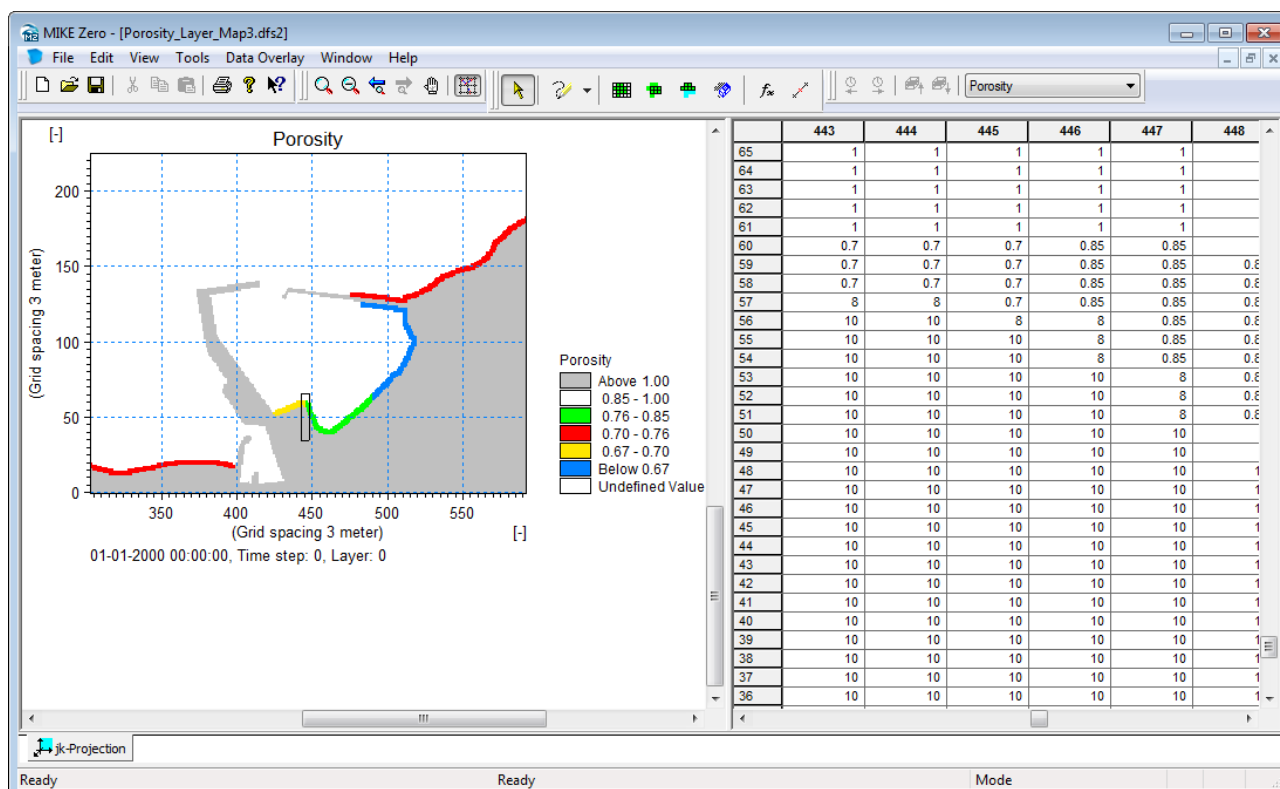 MIKE Zero - [Porosity_Layer_Map3.dfs2]
File Edit View Tools Data Overlay Window Help
Porosity
[-]
Porosity
200
150
100
50
0
(Grid spacing 3 meter)
350 400 450 500 550
(Grid spacing 3 meter)
[-]
01-01-2000 00:00:00, Time step: 0, Layer: 0
Porosity
Above 1.00
0.85 - 1.00
0.76 - 0.85
0.70 - 0.76
0.67 - 0.70
Below 0.67
Undefined Value
443 444 445 446 447 448
65 1 1 1 1 1
64 1 1 1 1 1
63 1 1 1 1 1
62 1 1 1 1 1
61 1 1 1 1 1
60 0.7 0.7 0.7 0.85 0.85
59 0.7 0.7 0.7 0.85 0.85
58 0.7 0.7 0.7 0.85 0.85
57 8 8 0.7 0.85 0.85
56 10 10 8 8 0.85
55 10 10 10 8 0.85
54 10 10 10 8 0.85
53 10 10 10 10 8
52 10 10 10 10 8
51 10 10 10 10 8
50 10 10 10 10 10
49 10 10 10 10 10
48 10 10 10 10 10
47 10 10 10 10 10
46 10 10 10 10 10
45 10 10 10 10 10
44 10 10 10 10 10
43 10 10 10 10 10
42 10 10 10 10 10
41 10 10 10 10 10
40 10 10 10 10 10
39 10 10 10 10 10
38 10 10 10 10 10
37 10 10 10 10 10
36 10 10 10 10 10
jk-Projection
Ready Ready Mode